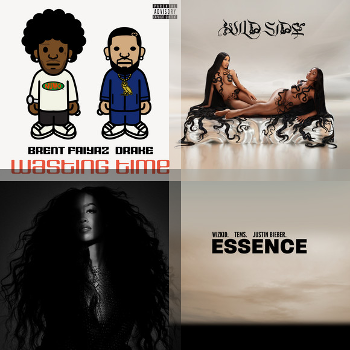 PARENTAL
ADVISORY
EXPLICIT CONTENT
BRENT FAIYAZ DRAKE
WASTING TIME
WILD SIDE
WIZKID. TEMS. JUSTIN BIEBER.
ESSENCE